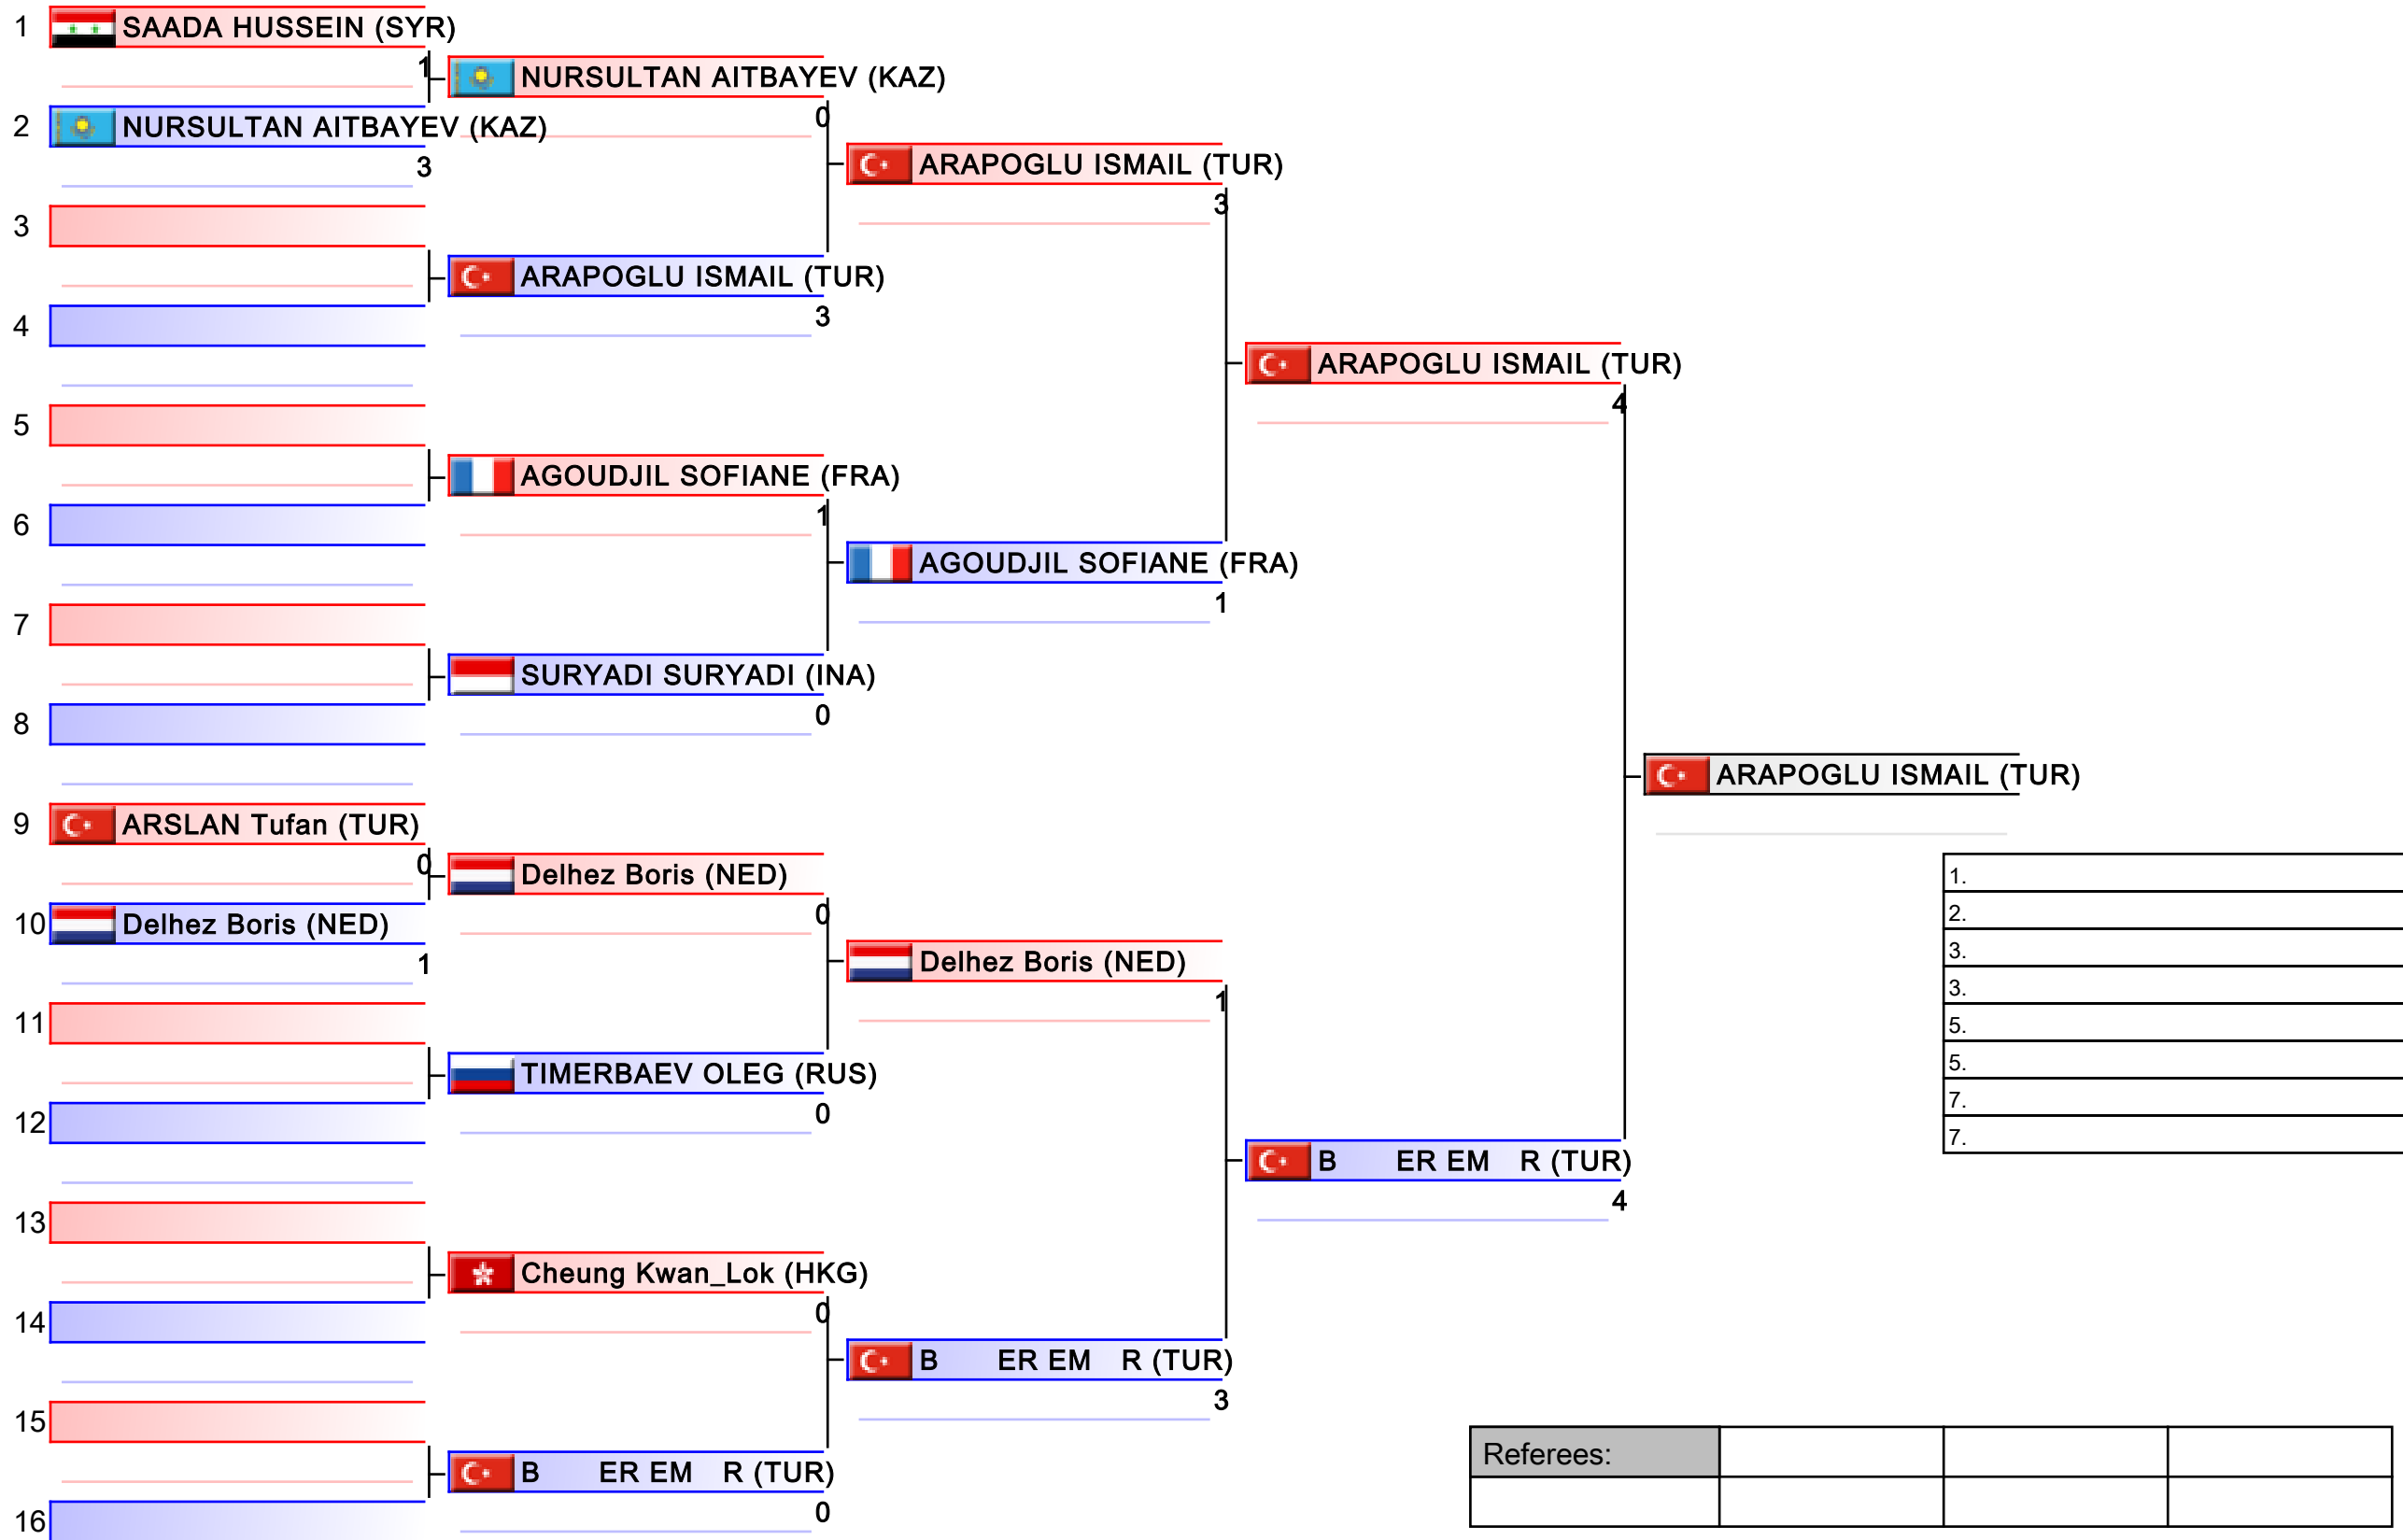 1 SAADA HUSSEIN (SYR)
1
NURSULTAN AITBAYEV (KAZ)
0
2 NURSULTAN AITBAYEV (KAZ)
3
ARAPOGLU ISMAIL (TUR)
3
3
ARAPOGLU ISMAIL (TUR)
3
4
ARAPOGLU ISMAIL (TUR)
4
5
AGOUDJIL SOFIANE (FRA)
1
6
AGOUDJIL SOFIANE (FRA)
1
7
SURYADI SURYADI (INA)
0
8
ARAPOGLU ISMAIL (TUR)
9 ARSLAN Tufan (TUR)
0
Delhez Boris (NED)
0
10 Delhez Boris (NED)
1
Delhez Boris (NED)
1
11
TIMERBAEV OLEG (RUS)
0
12
B ER EM R (TUR)
4
13
Cheung Kwan_Lok (HKG)
0
14
B ER EM R (TUR)
3
15
B ER EM R (TUR)
0
16
1.
2.
3.
3.
5.
5.
7.
7.
Referees: